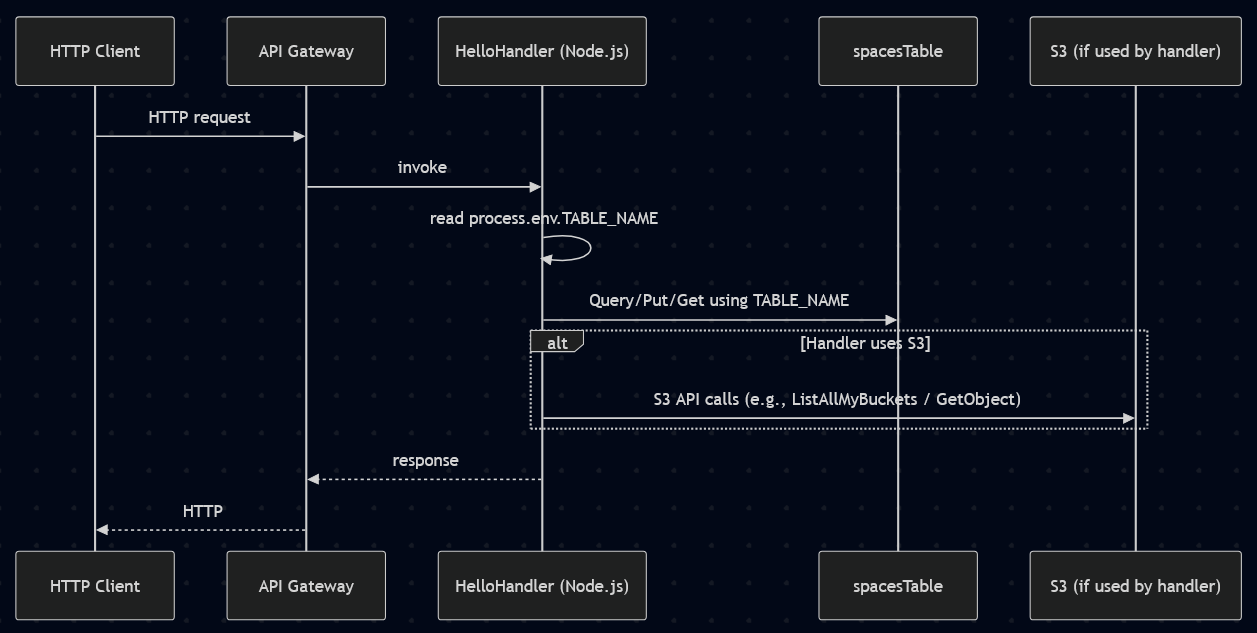 HTTP Client
API Gateway
HelloHandler (Node.js)
spacesTable
S3 (if used by handler)
HTTP request
invoke
read process.env.TABLE_NAME
Query/Put/Get using TABLE_NAME
alt
[Handler uses S3]
S3 API calls (e.g., ListAllMyBuckets / GetObject)
response
HTTP
HTTP Client
API Gateway
HelloHandler (Node.js)
spacesTable
S3 (if used by handler)